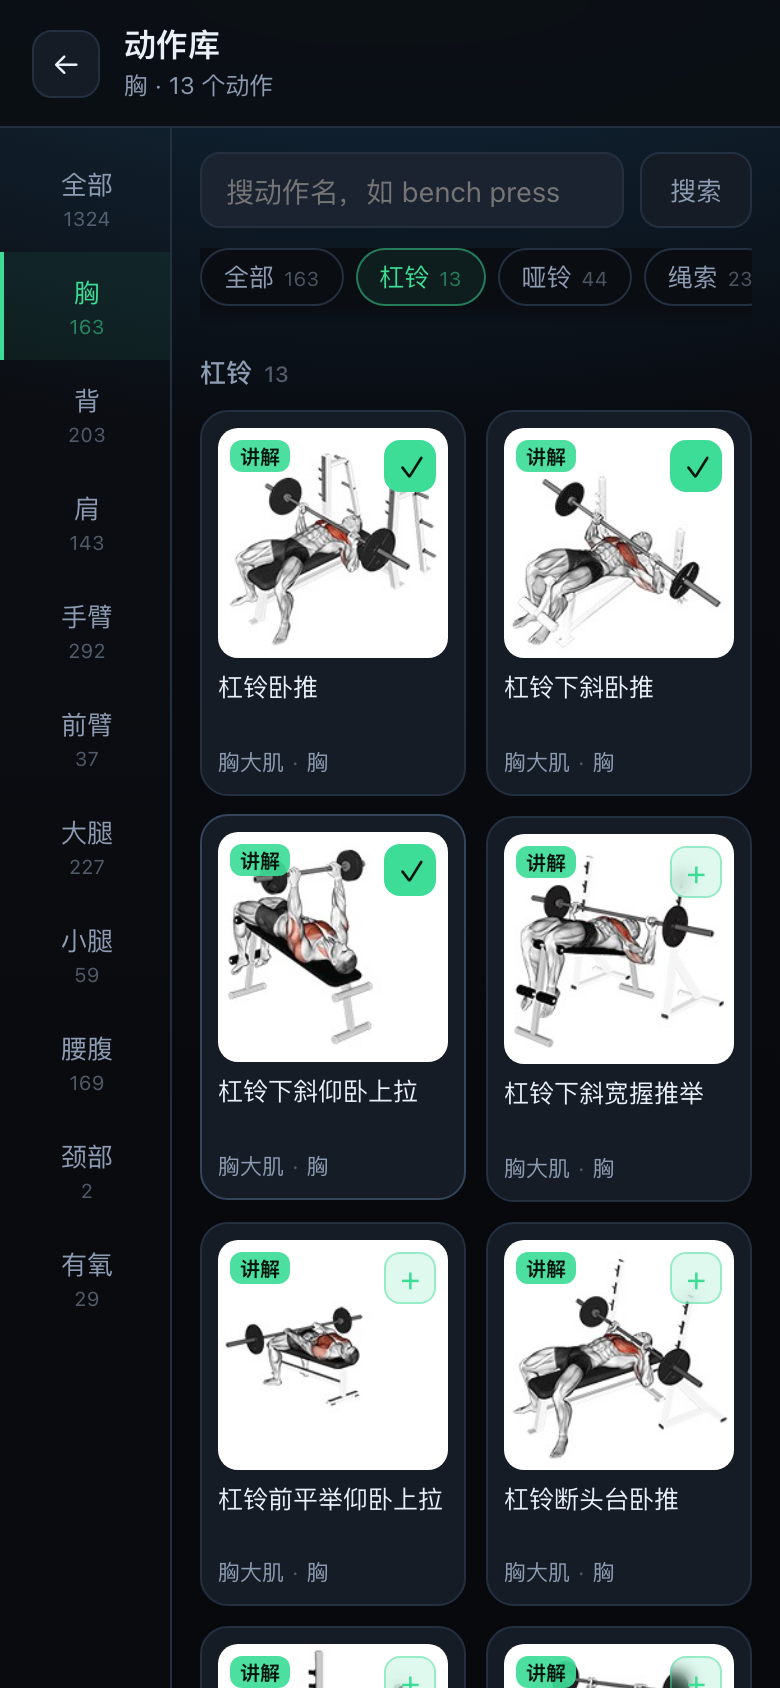 动作库
胸 · 13 个动作
全部
1324
胸
163
背
203
肩
143
手臂
292
前臂
37
大腿
227
小腿
59
腰腹
169
颈部
2
有氧
29
搜动作名，如 bench press
搜索
全部 163
杠铃 13
哑铃 44
绳索 23
杠铃 13
讲解
杠铃卧推
胸大肌 · 胸
讲解
杠铃下斜卧推
胸大肌 · 胸
讲解
杠铃下斜仰卧上拉
胸大肌 · 胸
讲解
杠铃下斜宽握推举
胸大肌 · 胸
讲解
杠铃前平举仰卧上拉
胸大肌 · 胸
讲解
杠铃断头台卧推
胸大肌 · 胸
讲解
讲解